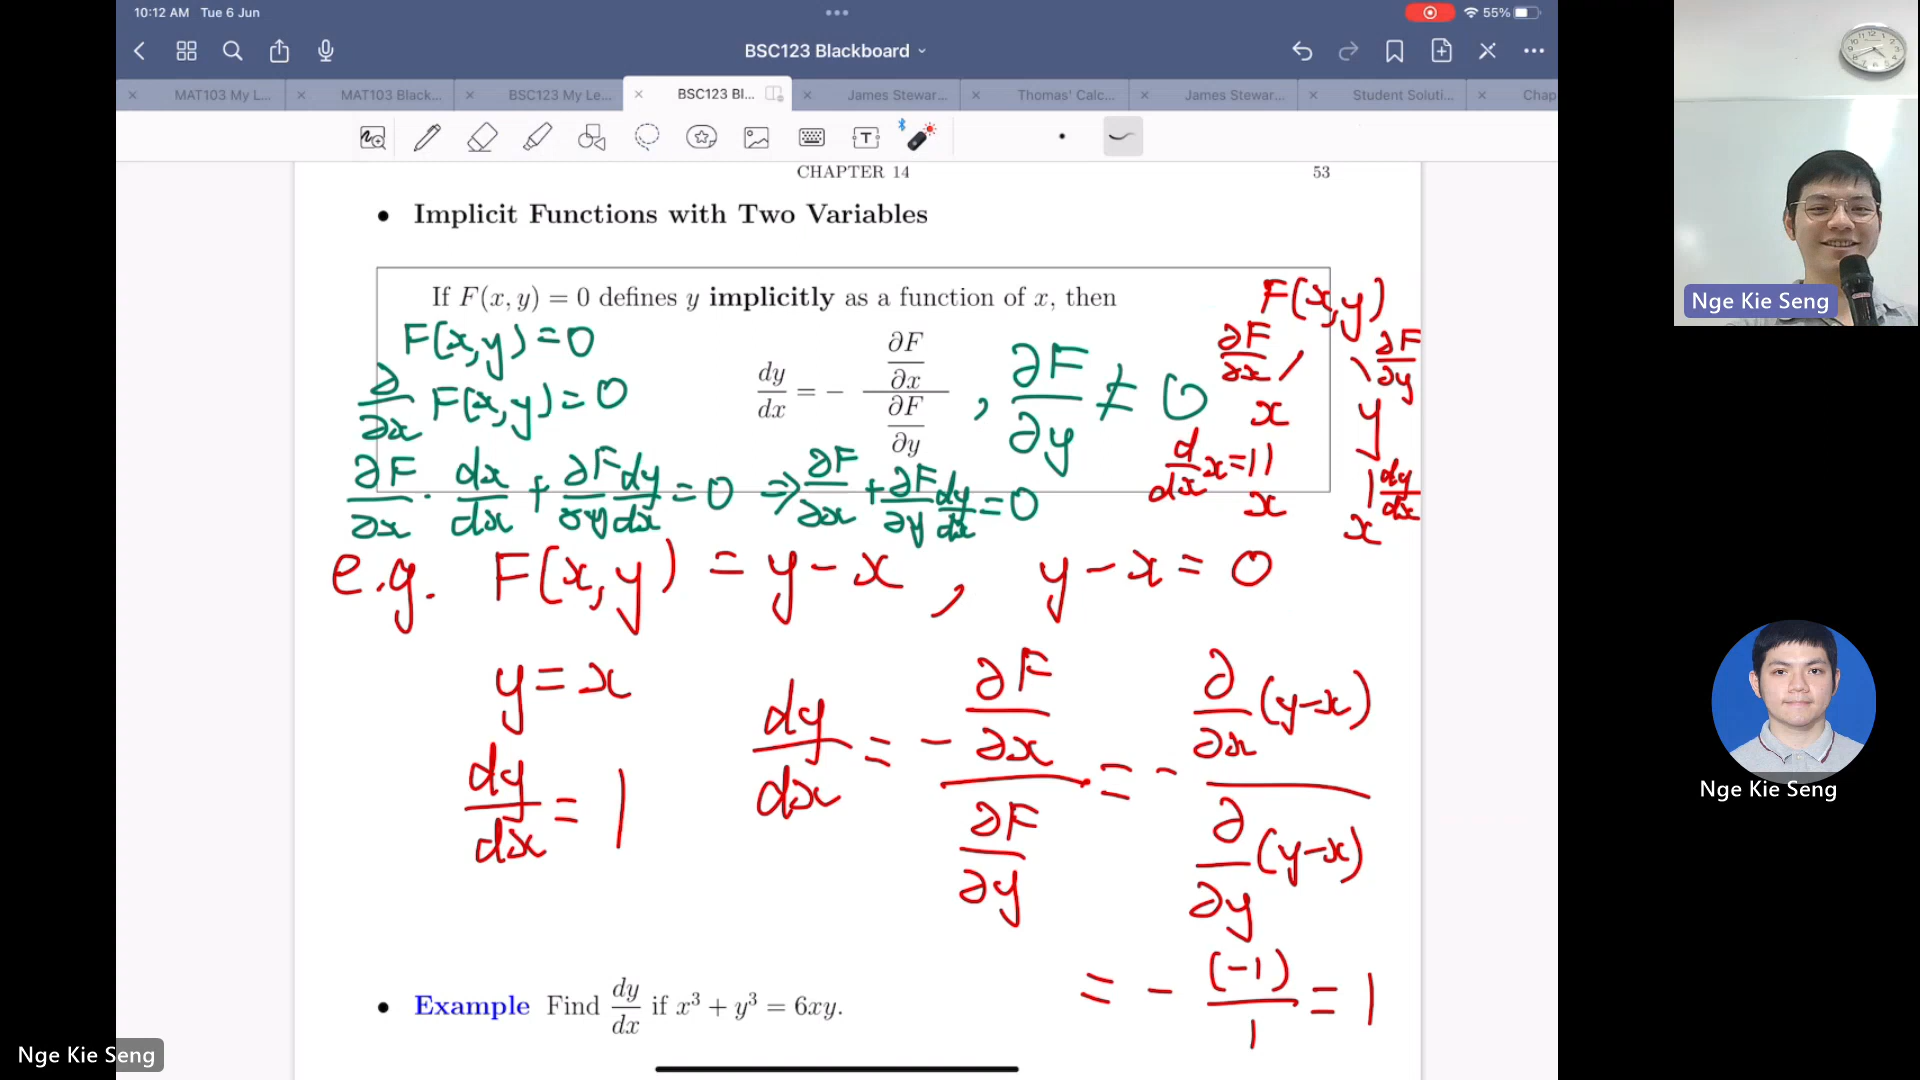 10:12 AM Tue 6 Jun
55%
BSC123 Blackboard
MAT103 My L...
MAT103 Black...
BSC123 My Le...
BSC123 Bl...
James Stewar...
Thomas' Calc...
James Stewar...
Student Soluti...
Chap
CHAPTER 14 53
• Implicit Functions with Two Variables
If F(x, y) = 0 defines y implicitly as a function of x, then
dy/dx = − (∂F/∂x)/(∂F/∂y) , ∂F/∂y ≠ 0
F(x,y)=0
∂/∂x F(x,y)=0
∂F/∂x · dx/dx + ∂F/∂y dy/dx = 0 ⇒ ∂F/∂x + ∂F/∂y dy/dx = 0
F(x,y)
∂F/∂x ∂F/∂y
x y
d/dx x=1 dy/dx
x x
e.g. F(x,y) = y−x , y−x = 0
y = x
dy/dx = 1
dy/dx = − (∂F/∂x)/(∂F/∂y) = − (∂/∂x (y−x))/(∂/∂y (y−x))
= − (−1)/1 = 1
• Example Find dy/dx if x³ + y³ = 6xy.
Nge Kie Seng
Nge Kie Seng
Nge Kie Seng